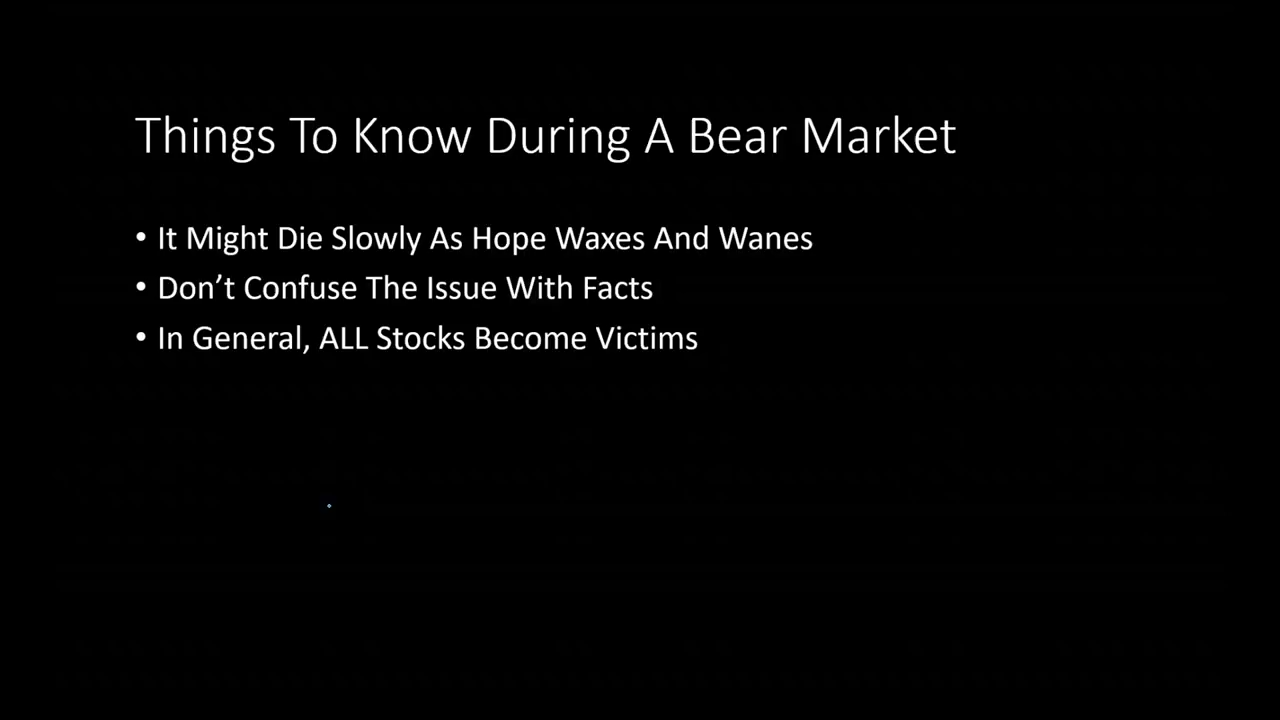 Things To Know During A Bear Market
• It Might Die Slowly As Hope Waxes And Wanes
• Don’t Confuse The Issue With Facts
• In General, ALL Stocks Become Victims